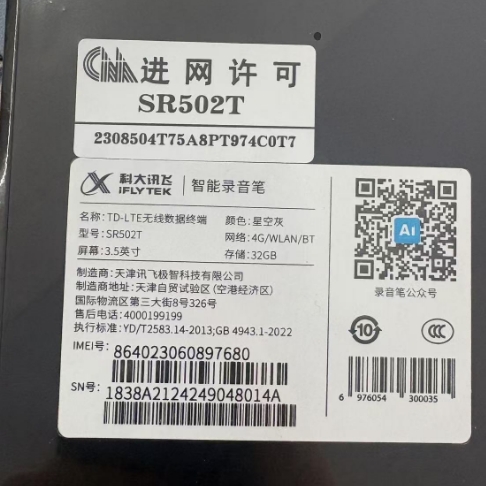 CNA 进网许可
SR502T
2308504T75A8PT974C0T7
科大讯飞 iFLYTEK 智能录音笔
名称: TD-LTE无线数据终端 颜色: 星空灰
型号: SR502T 网络: 4G/WLAN/BT
屏幕: 3.5英寸 存储: 32GB
制造商: 天津讯飞极智科技有限公司
制造商地址: 天津自贸试验区(空港经济区)
国际物流区第三大街8号326号
售后电话: 4000199199
执行标准: YD/T2583.14-2013;GB 4943.1-2022
IMEI号:
864023060897680
SN号:
1838A2124249048014A
AI
录音笔公众号
10
CCC
6 976054 300035